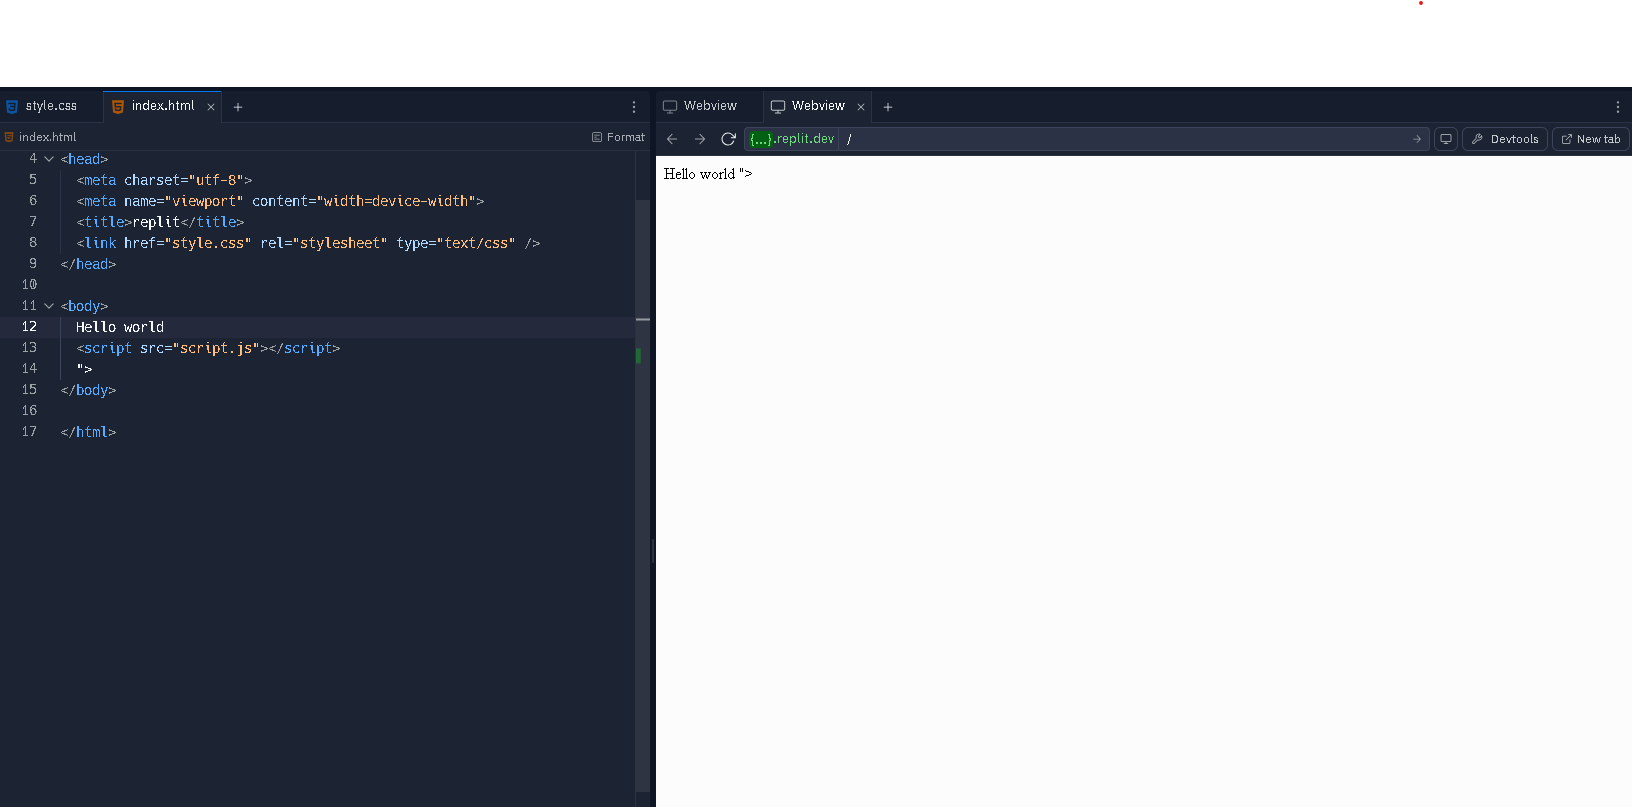 style.css index.html × +
index.html Format
4 <head>
5 <meta charset="utf-8">
6 <meta name="viewport" content="width=device-width">
7 <title>replit</title>
8 <link href="style.css" rel="stylesheet" type="text/css" />
9 </head>
10
11 <body>
12 Hello world
13 <script src="script.js"></script>
14 ">
15 </body>
16
17 </html>
Webview Webview × +
{...}.replit.dev / Devtools New tab
Hello world ">